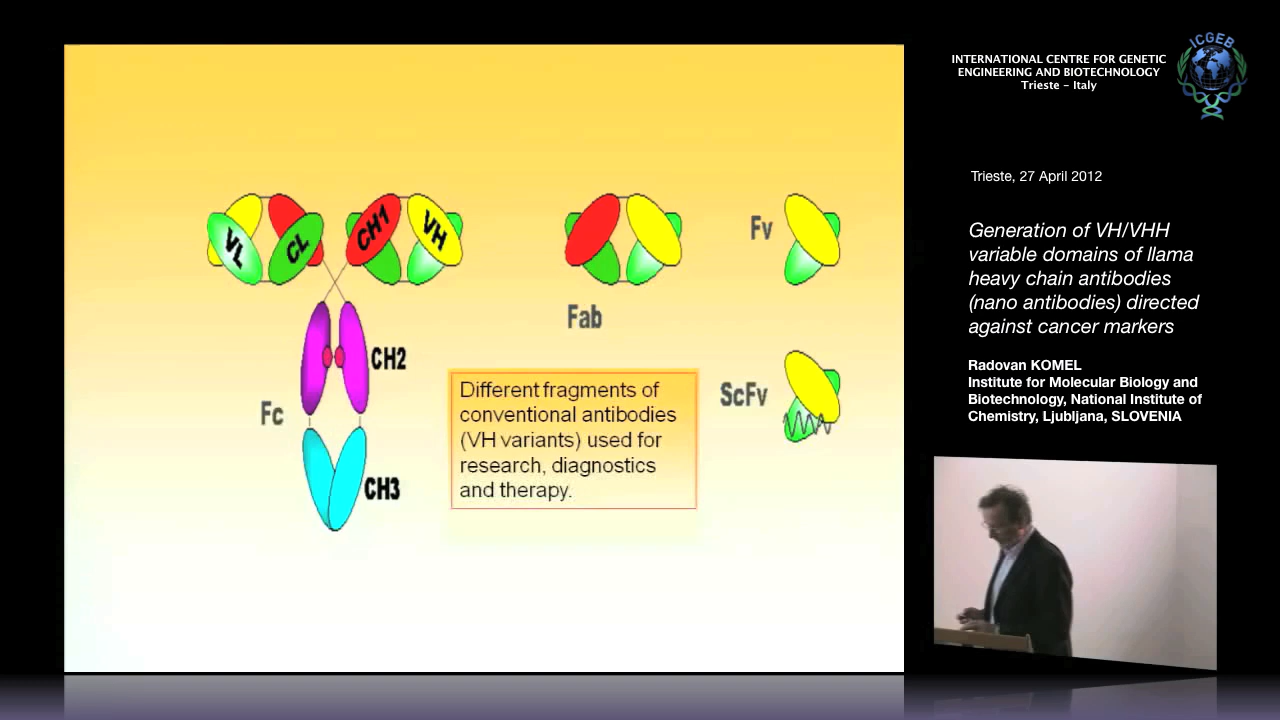 VL
CL
CH1
VH
CH2
Fc
CH3
Fab
Fv
ScFv
Different fragments of
conventional antibodies
(VH variants) used for
research, diagnostics
and therapy.
INTERNATIONAL CENTRE FOR GENETIC
ENGINEERING AND BIOTECHNOLOGY
Trieste - Italy
ICGEB
Trieste, 27 April 2012
Generation of VH/VHH
variable domains of llama
heavy chain antibodies
(nano antibodies) directed
against cancer markers
Radovan KOMEL
Institute for Molecular Biology and
Biotechnology, National Institute of
Chemistry, Ljubljana, SLOVENIA